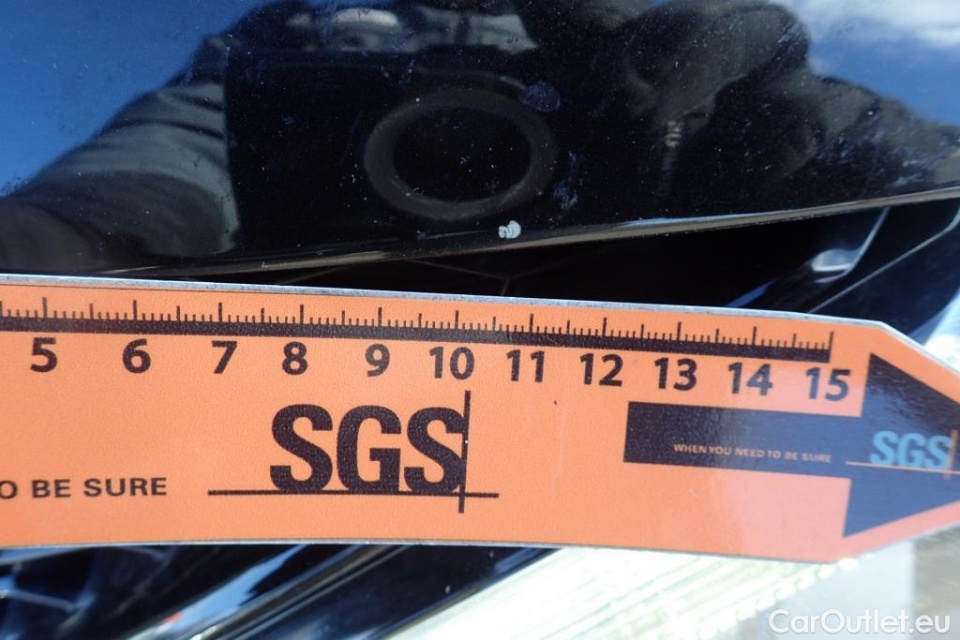 5 6 7 8 9 10 11 12 13 14 15
SGS
O BE SURE
WHEN YOU NEED TO BE SURE
SGS
CarOutlet.eu